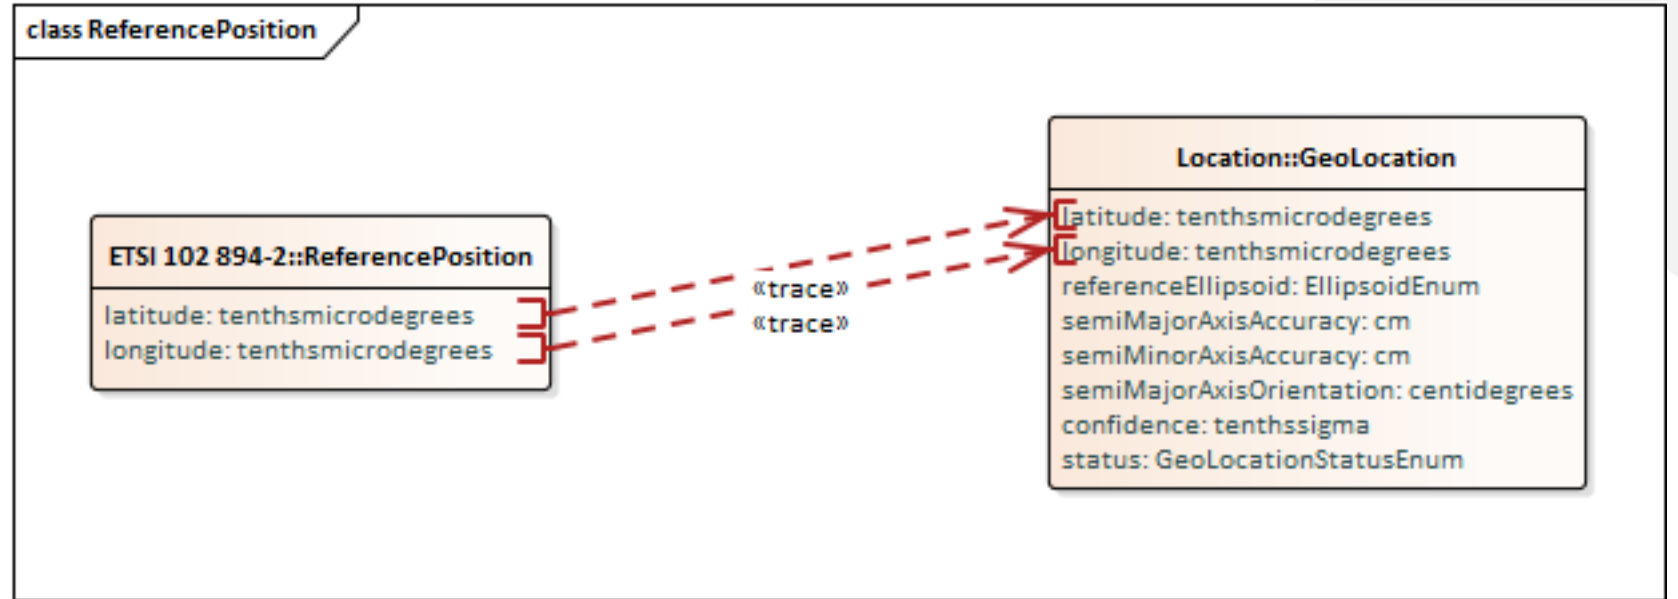 class ReferencePosition
ETSI 102 894-2::ReferencePosition
latitude: tenthsmicrodegrees
longitude: tenthsmicrodegrees
«trace»
«trace»
Location::GeoLocation
latitude: tenthsmicrodegrees
longitude: tenthsmicrodegrees
referenceEllipsoid: EllipsoidEnum
semiMajorAxisAccuracy: cm
semiMinorAxisAccuracy: cm
semiMajorAxisOrientation: centidegrees
confidence: tenthssigma
status: GeoLocationStatusEnum